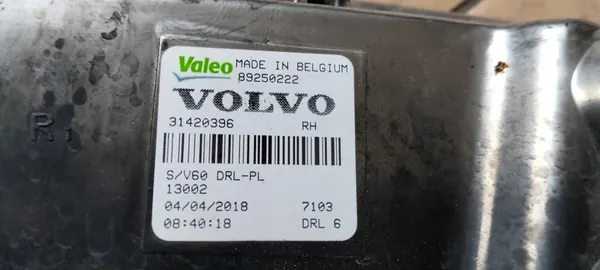 Valeo MADE IN BELGIUM
89250222
VOLVO
31420396 RH
S/V60 DRL-PL
13002
04/04/2018 7103
08:40:18 DRL 6
R1